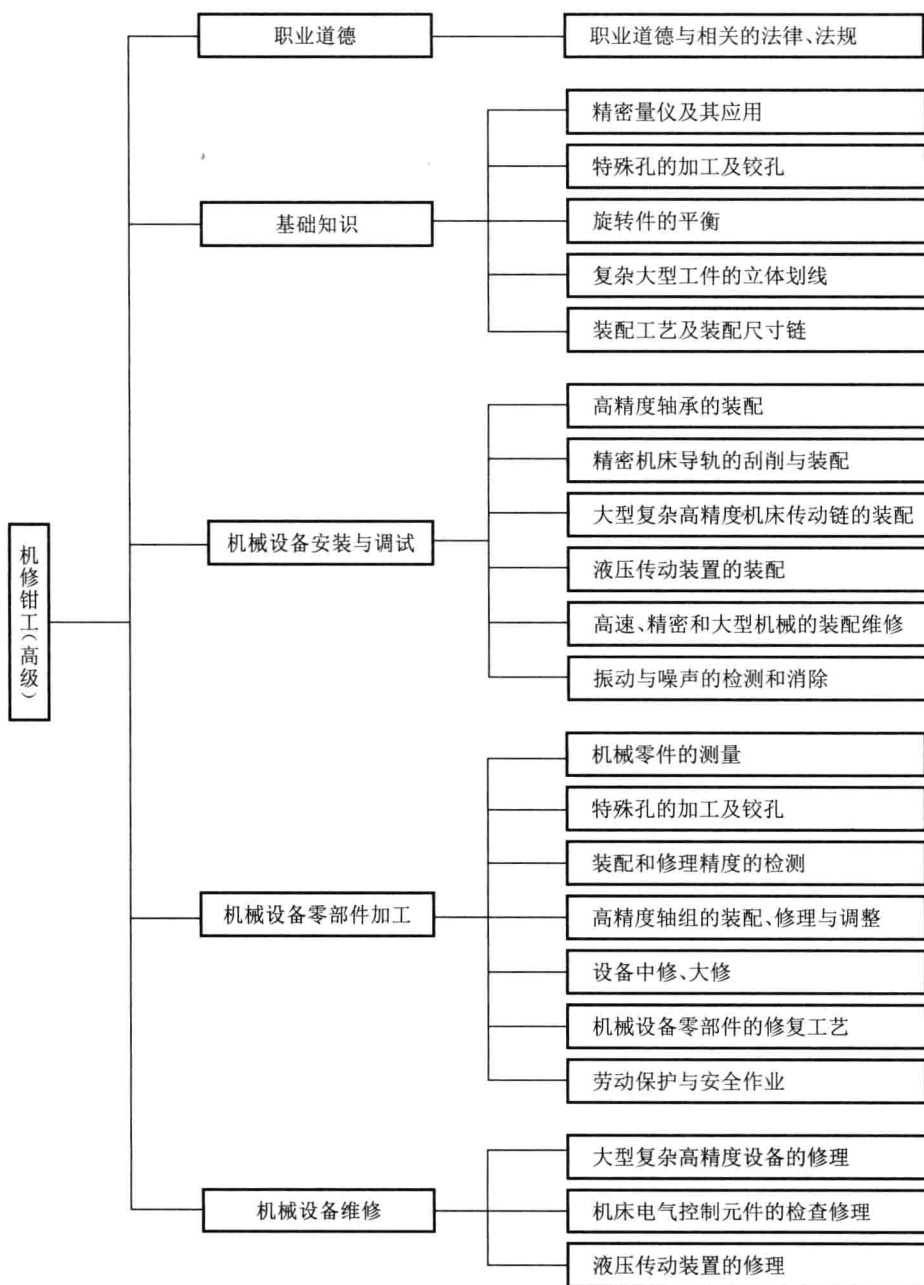 机修钳工(高级)
职业道德
职业道德与相关的法律、法规
基础知识
精密量仪及其应用
特殊孔的加工及铰孔
旋转件的平衡
复杂大型工件的立体划线
装配工艺及装配尺寸链
机械设备安装与调试
高精度轴承的装配
精密机床导轨的刮削与装配
大型复杂高精度机床传动链的装配
液压传动装置的装配
高速、精密和大型机械的装配维修
振动与噪声的检测和消除
机械设备零部件加工
机械零件的测量
特殊孔的加工及铰孔
装配和修理精度的检测
高精度轴组的装配、修理与调整
设备中修、大修
机械设备零部件的修复工艺
劳动保护与安全作业
机械设备维修
大型复杂高精度设备的修理
机床电气控制元件的检查修理
液压传动装置的修理